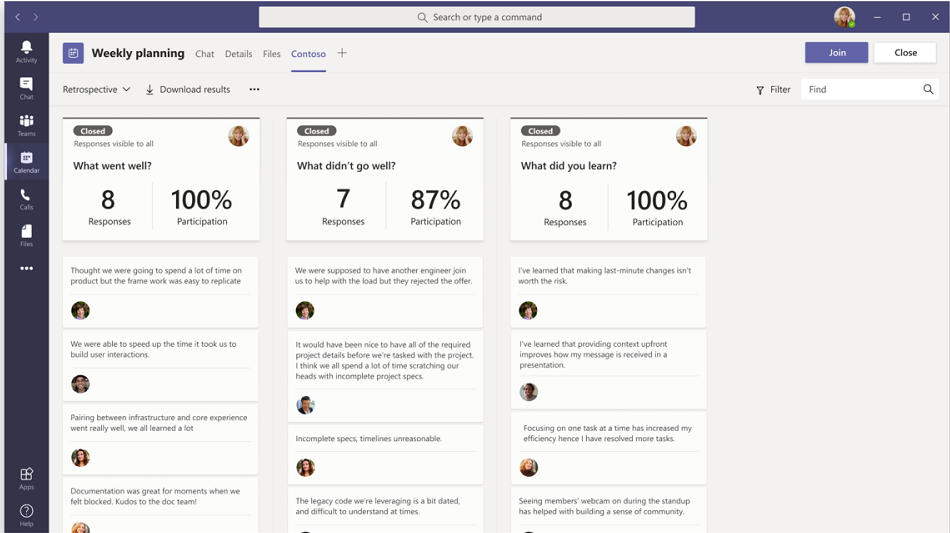 Search or type a command
Activity
Chat
Teams
Calendar
Calls
Files
Apps
Help
Weekly planning
Chat
Details
Files
Contoso
Join
Close
Retrospective
Download results
Filter
Find
Closed
Responses visible to all
What went well?
8
Responses
100%
Participation
Thought we were going to spend a lot of time on
product but the frame work was easy to replicate
We were able to speed up the time it took us to
build user interactions.
Pairing between infrastructure and core experience
went really well, we all learned a lot
Documentation was great for moments when we
felt blocked. Kudos to the doc team!
Closed
Responses visible to all
What didn't go well?
7
Responses
87%
Participation
We were supposed to have another engineer join
us to help with the load but they rejected the offer.
It would have been nice to have all of the required
project details before we're tasked with the project.
I think we all spend a lot of time scratching our
heads with incomplete project specs.
Incomplete specs, timelines unreasonable.
The legacy code we're leveraging is a bit dated,
and difficult to understand at times.
Closed
Responses visible to all
What did you learn?
8
Responses
100%
Participation
I've learned that making last-minute changes isn't
worth the risk.
I've learned that providing context upfront
improves how my message is received in a
presentation.
Focusing on one task at a time has increased my
efficiency hence I have resolved more tasks.
Seeing members' webcam on during the standup
has helped with building a sense of community.